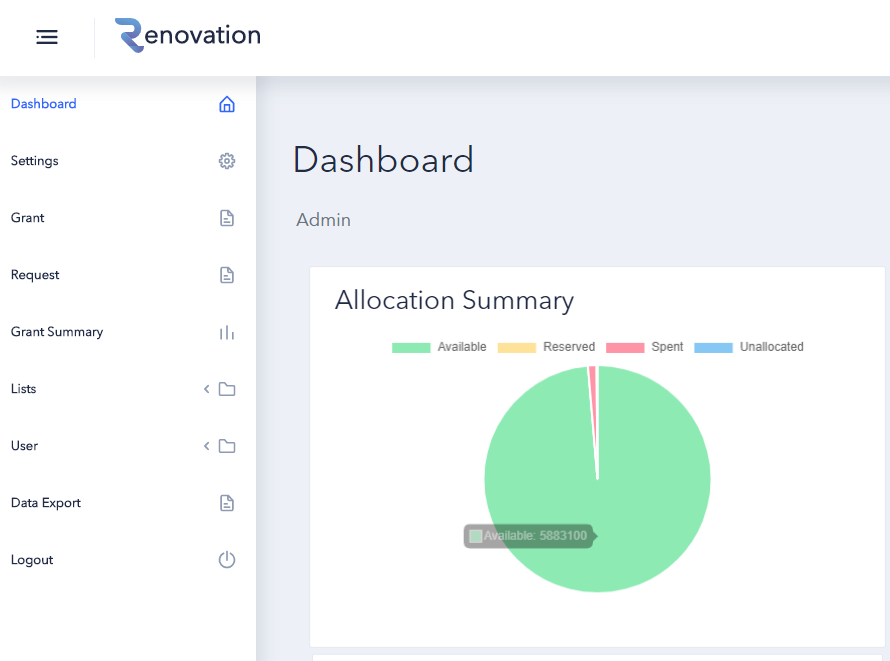 Renovation
Dashboard
Settings
Grant
Request
Grant Summary
Lists
User
Data Export
Logout
Dashboard
Admin
Allocation Summary
Available Reserved Spent Unallocated
Available: 5883100